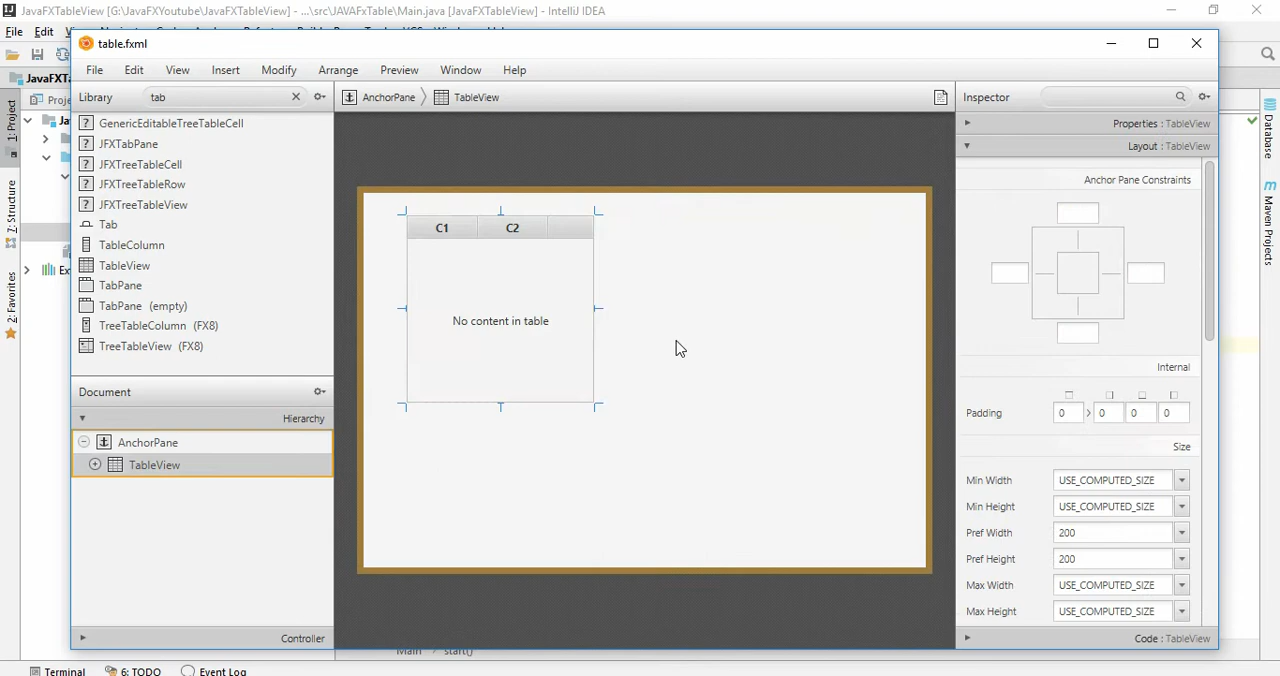 JavaFXTableView [G:\JavaFXYoutube\JavaFXTableView] - ...\src\JAVAFxTable\Main.java [JavaFXTableView] - IntelliJ IDEA
File Edit
table.fxml
File Edit View Insert Modify Arrange Preview Window Help
JavaFXTa
1: Project
Z: Structure
2: Favorites
Proje
Ja
Ex
Library tab
GenericEditableTreeTableCell
JFXTabPane
JFXTreeTableCell
JFXTreeTableRow
JFXTreeTableView
Tab
TableColumn
TableView
TabPane
TabPane (empty)
TreeTableColumn (FX8)
TreeTableView (FX8)
Document
Hierarchy
AnchorPane
TableView
Controller
AnchorPane TableView
C1 C2
No content in table
Inspector
Properties : TableView
Layout : TableView
Anchor Pane Constraints
Internal
Padding 0 0 0 0
Size
Min Width USE_COMPUTED_SIZE
Min Height USE_COMPUTED_SIZE
Pref Width 200
Pref Height 200
Max Width USE_COMPUTED_SIZE
Max Height USE_COMPUTED_SIZE
Code : TableView
Database
Maven Projects
Main start()
Terminal 6: TODO Event Log